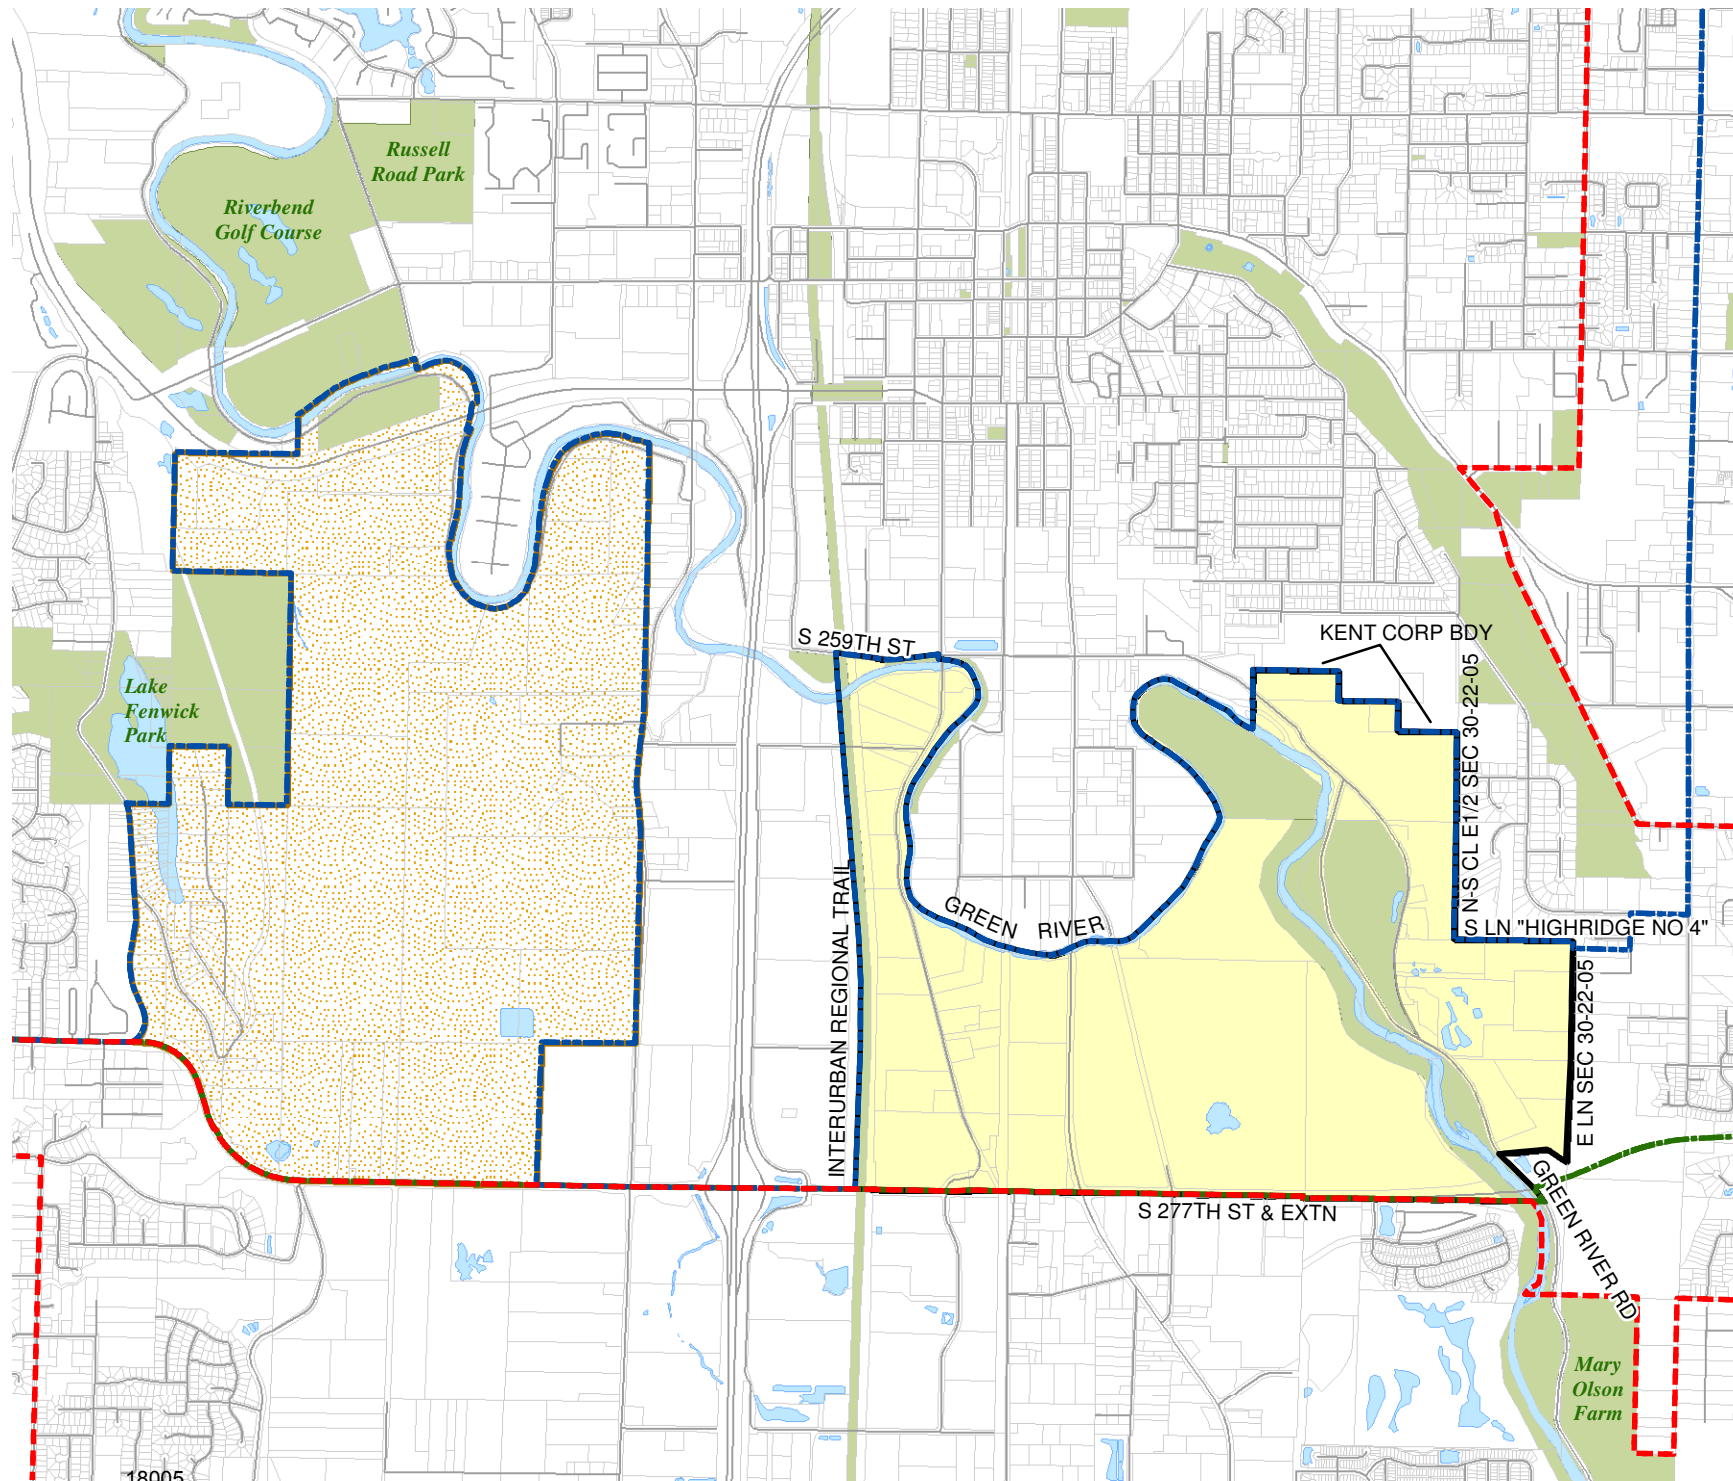 Russell
Road Park
Riverbend
Golf Course
S 259TH ST
KENT CORP BDY
Lake
Fenwick
Park
S N-S CL E1/2 SEC 30-22-05
INTERURBAN REGIONAL TRAIL
GREEN RIVER
S LN "HIGHRIDGE NO 4"
E LN SEC 30-22-05
S 277TH ST & EXTN
GREEN RIVER RD
Mary
Olson
Farm
18005